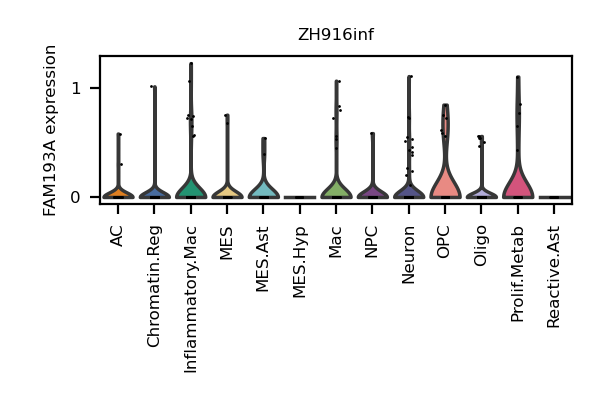 ZH916inf
FAM193A expression
1
0
AC
Chromatin.Reg
Inflammatory.Mac
MES
MES.Ast
MES.Hyp
Mac
NPC
Neuron
OPC
Oligo
Prolif.Metab
Reactive.Ast